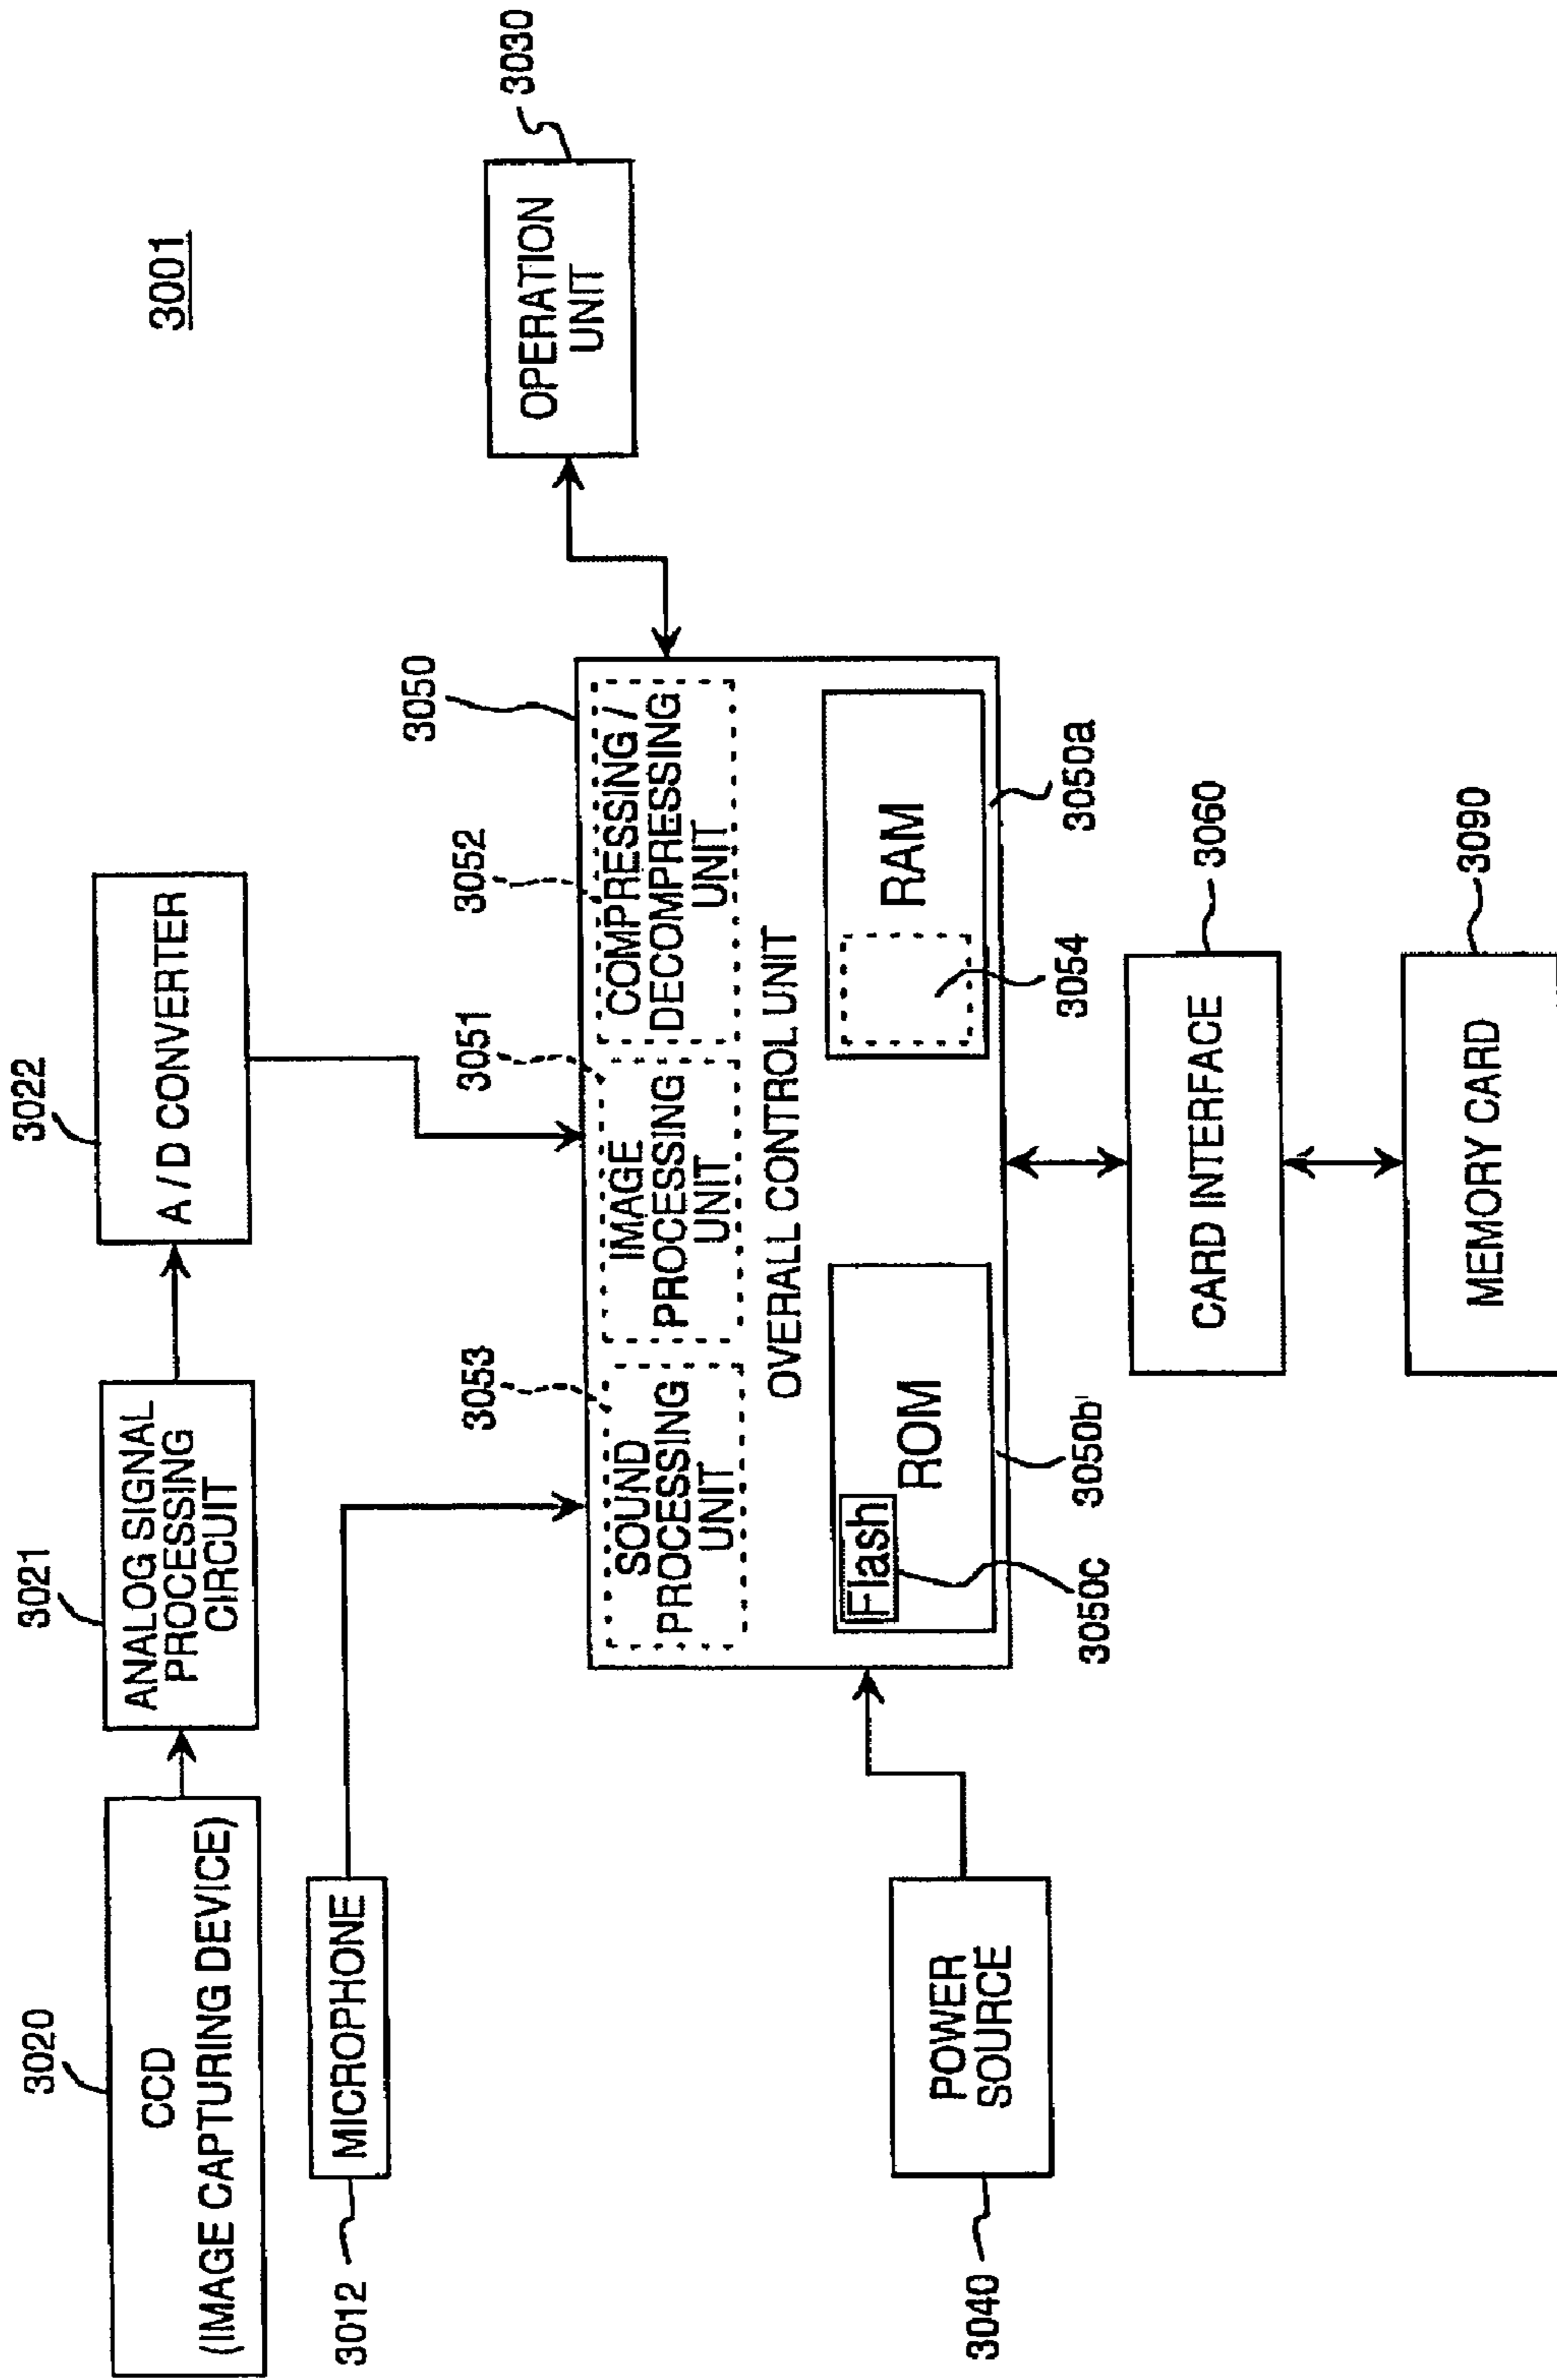 3001
3020
CCD
(IMAGE CAPTURING DEVICE)
3021
ANALOG SIGNAL
PROCESSING
CIRCUIT
3022
A/D CONVERTER
3012
MICROPHONE
3050
3053
SOUND
PROCESSING
UNIT
3051
IMAGE
PROCESSING
UNIT
3052
COMPRESSING /
DECOMPRESSING
UNIT
OVERALL CONTROL UNIT
Flash
ROM
RAM
3050c
3050b
3054
3050a
3030
OPERATION
UNIT
3040
POWER
SOURCE
CARD INTERFACE
3060
MEMORY CARD
3090